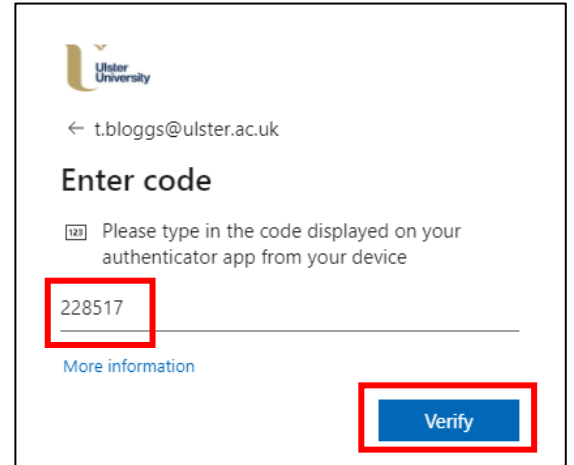 Ulster
University
← t.bloggs@ulster.ac.uk
Enter code
123 Please type in the code displayed on your
authenticator app from your device
228517
More information
Verify